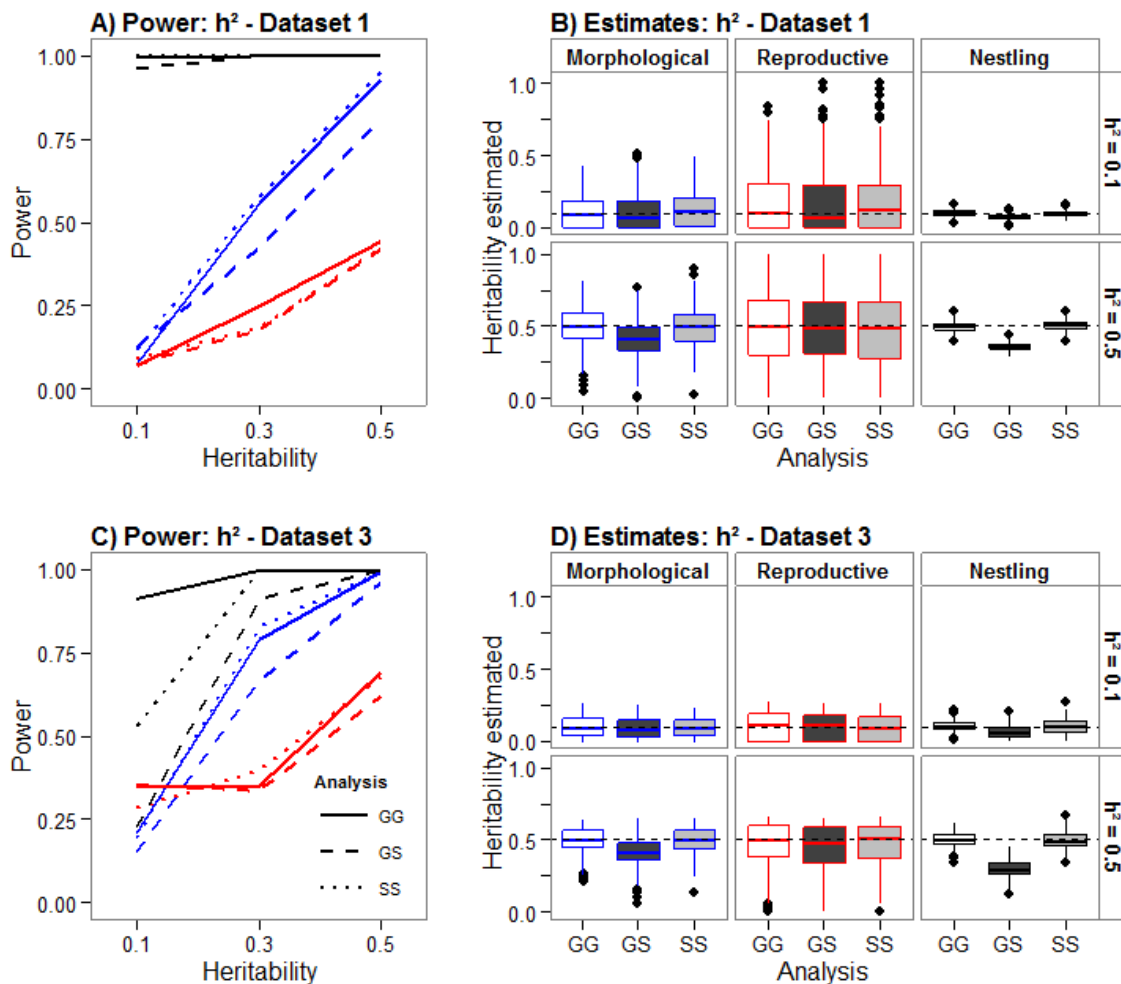 A) Power: h² - Dataset 1
Power
1.00
0.75
0.50
0.25
0.00
0.1 0.3 0.5
Heritability
B) Estimates: h² - Dataset 1
Morphological Reproductive Nestling
Heritability estimated
1.0
0.5
0.0
h² = 0.1
1.0
0.5
0.0
h² = 0.5
GG GS SS GG GS SS GG GS SS
Analysis
C) Power: h² - Dataset 3
Power
1.00
0.75
0.50
0.25
0.00
Analysis
GG
GS
SS
0.1 0.3 0.5
Heritability
D) Estimates: h² - Dataset 3
Morphological Reproductive Nestling
Heritability estimated
1.0
0.5
0.0
h² = 0.1
1.0
0.5
0.0
h² = 0.5
GG GS SS GG GS SS GG GS SS
Analysis